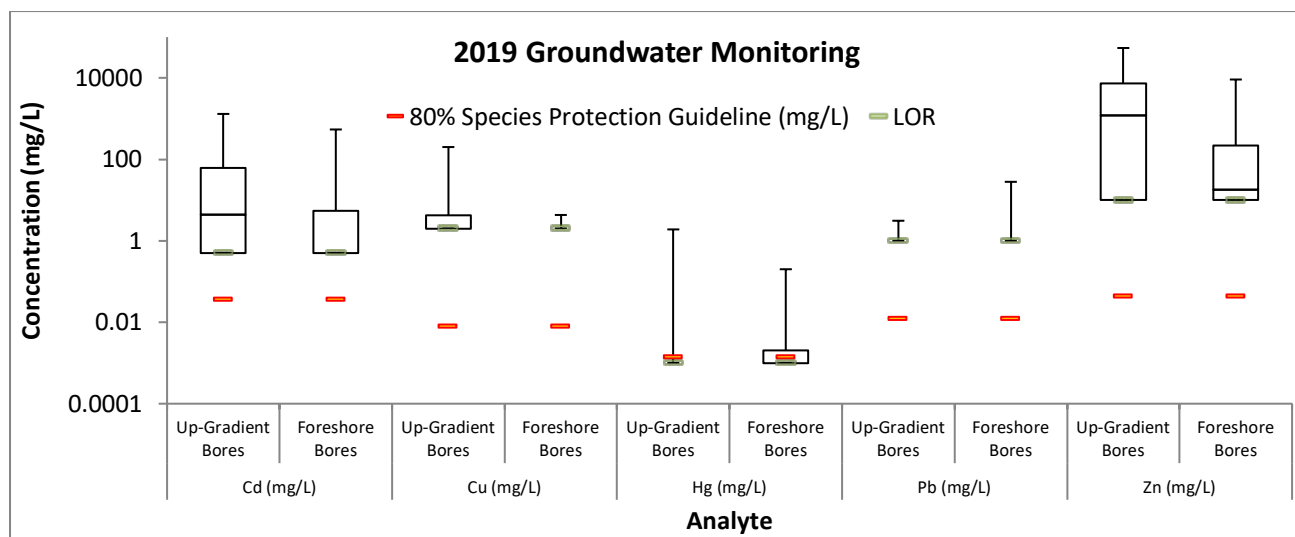 2019 Groundwater Monitoring
80% Species Protection Guideline (mg/L) LOR
Concentration (mg/L)
10000
100
1
0.01
0.0001
Up-Gradient Bores Foreshore Bores Up-Gradient Bores Foreshore Bores Up-Gradient Bores Foreshore Bores Up-Gradient Bores Foreshore Bores Up-Gradient Bores Foreshore Bores
Cd (mg/L) Cu (mg/L) Hg (mg/L) Pb (mg/L) Zn (mg/L)
Analyte